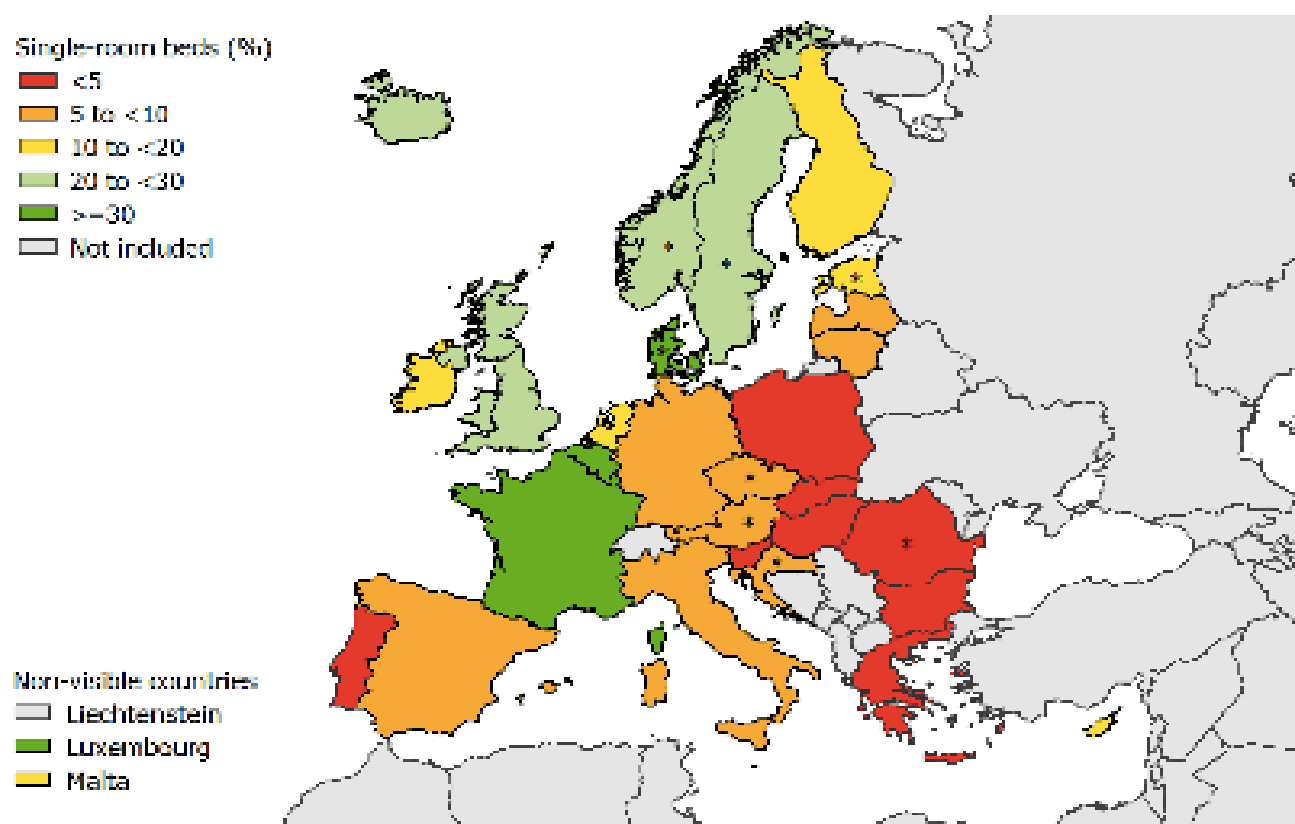 Single-room beds (%)
<5
5 to <10
10 to <20
20 to <30
>=30
Not included
Non-visible countries
Liechtenstein
Luxembourg
Malta